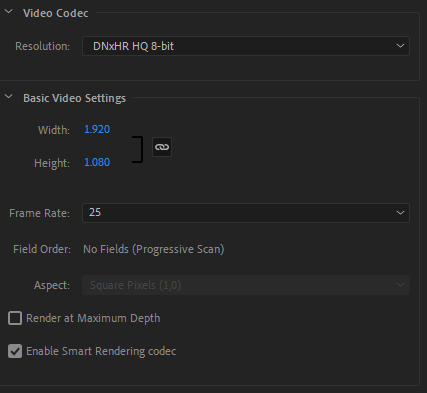 Video Codec
Resolution: DNxHR HQ 8-bit
Basic Video Settings
Width: 1.920
Height: 1.080
Frame Rate: 25
Field Order: No Fields (Progressive Scan)
Aspect: Square Pixels (1,0)
Render at Maximum Depth
Enable Smart Rendering codec